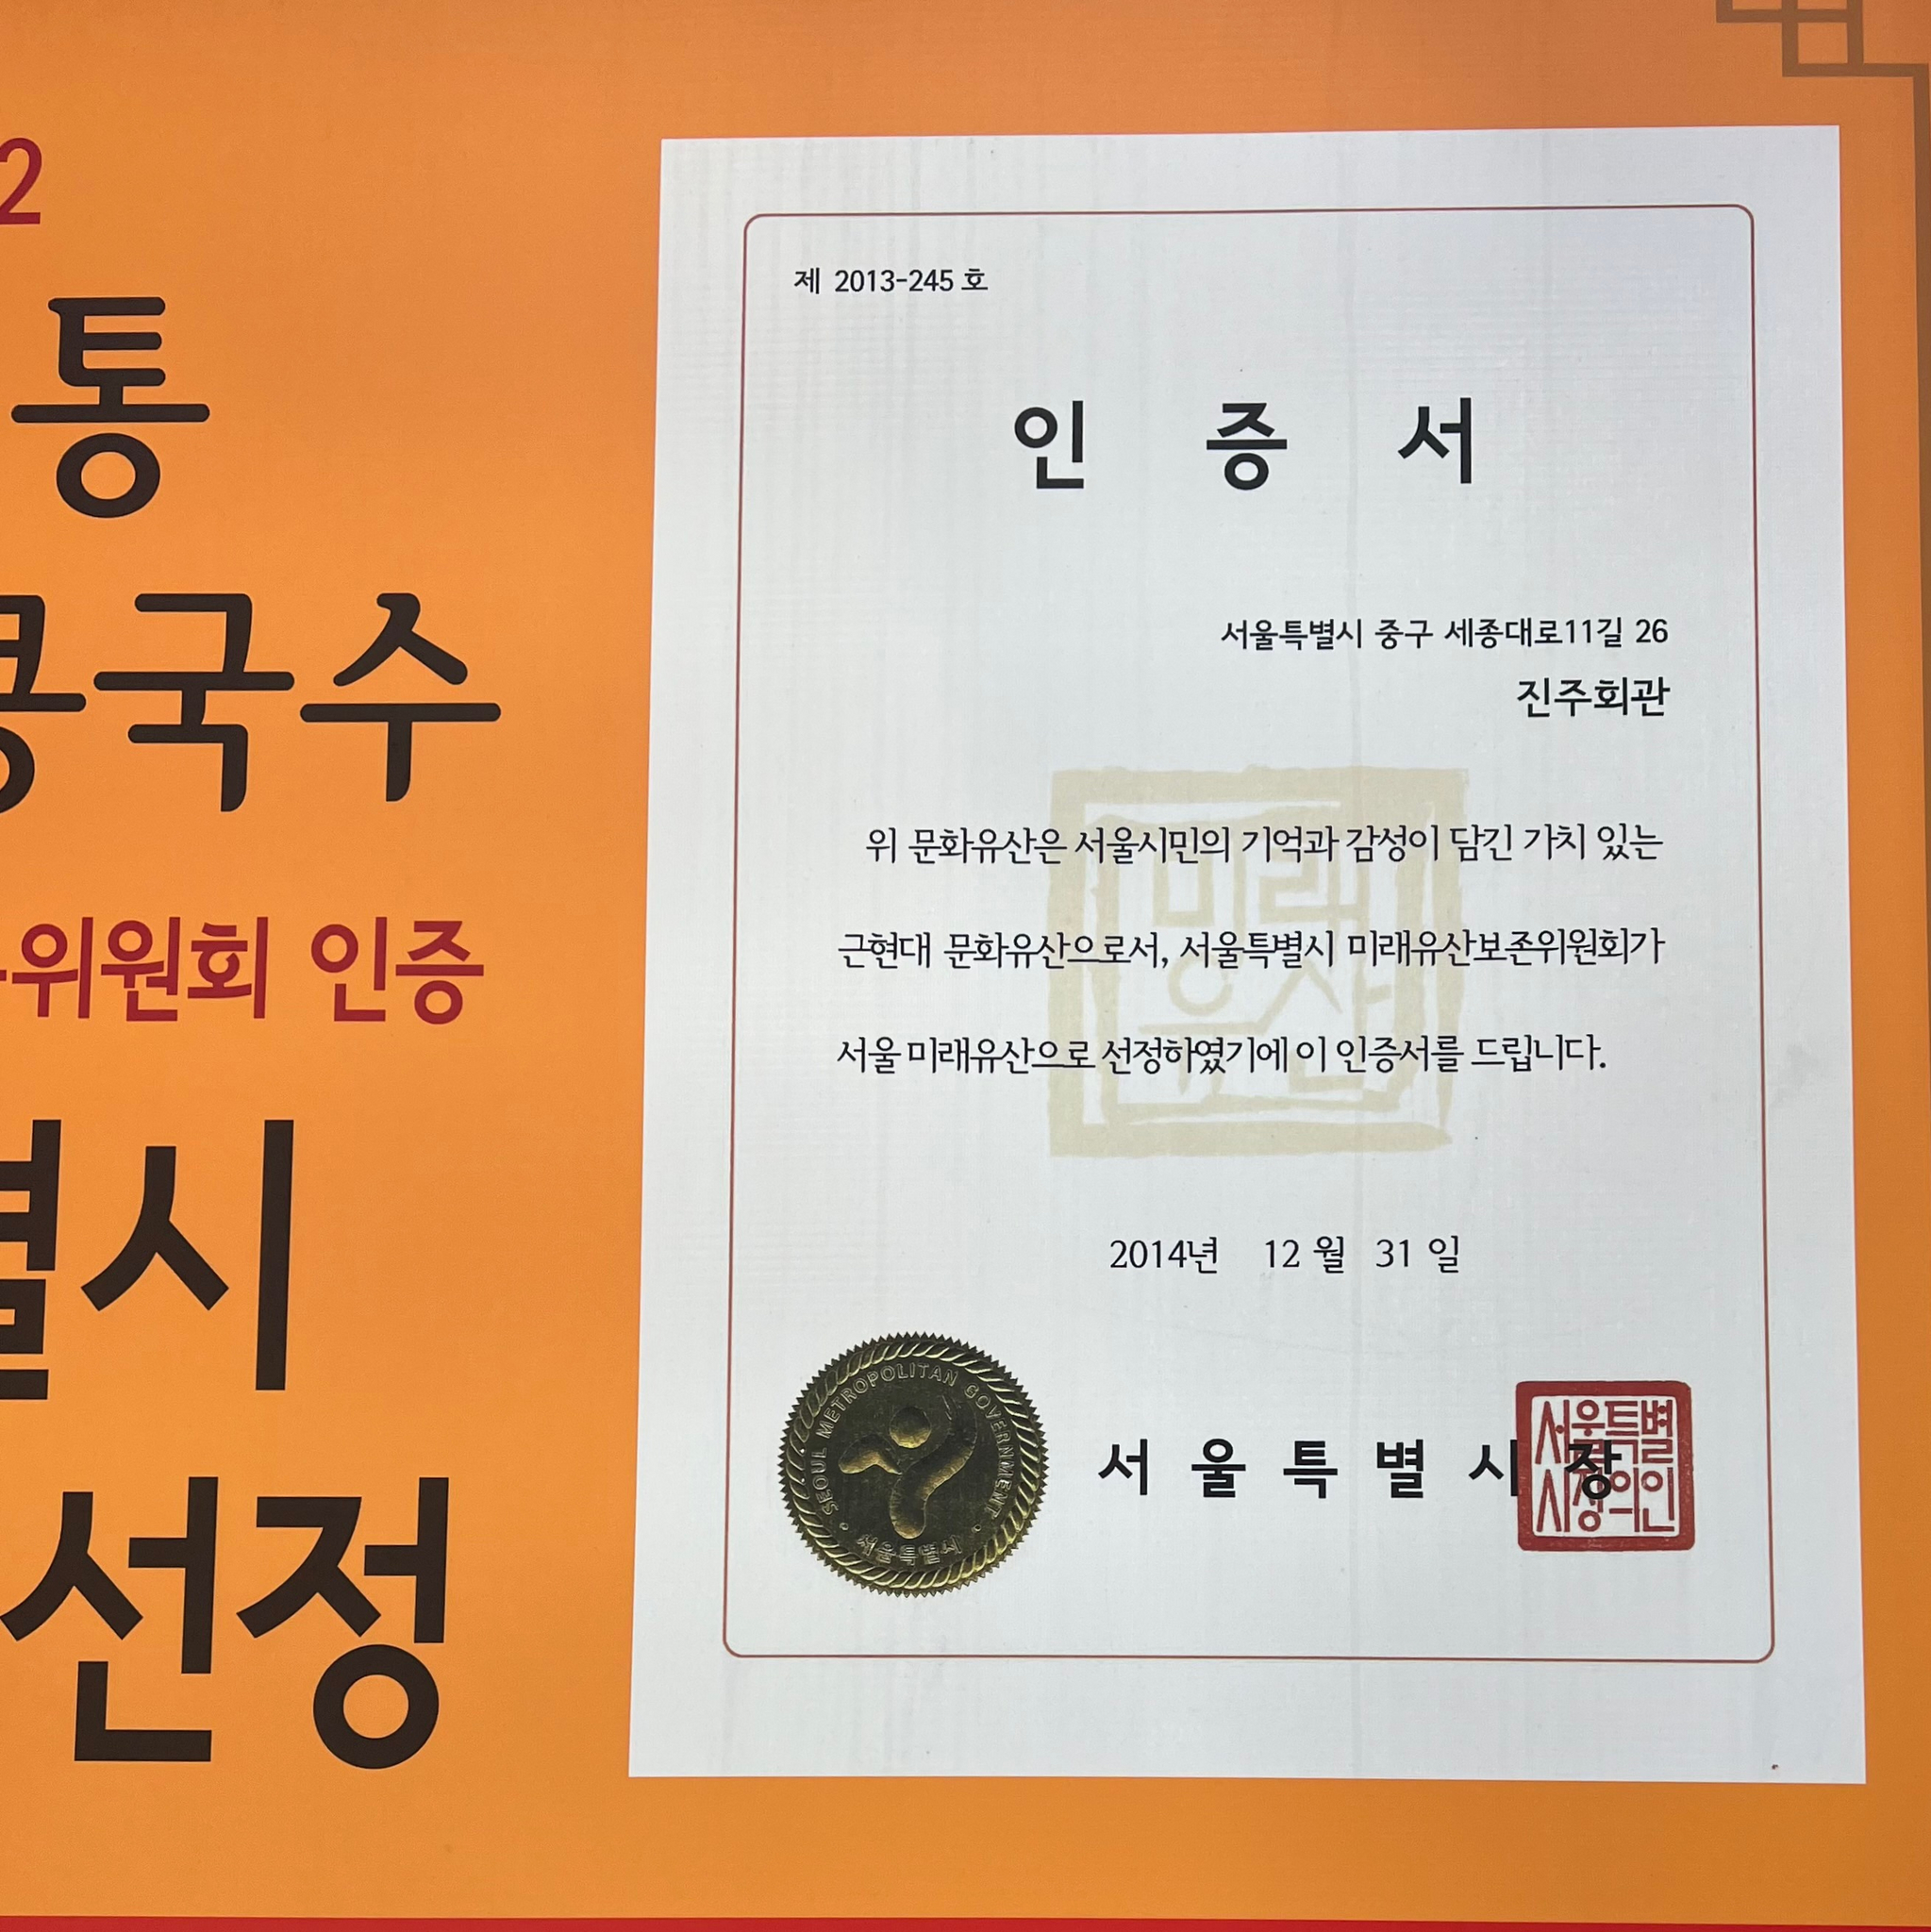 2
통
콩국수
위원회 인증
별시
선정
제 2013-245 호
인 증 서
서울특별시 중구 세종대로11길 26
진주회관
위 문화유산은 서울시민의 기억과 감성이 담긴 가치 있는
근현대 문화유산으로서, 서울특별시 미래유산보존위원회가
서울 미래유산으로 선정하였기에 이 인증서를 드립니다.
미래
유산
2014년 12 월 31 일
SEOUL METROPOLITAN GOVERNMENT
서울특별시
서 울 특 별 시 장
서울특별
시장의인